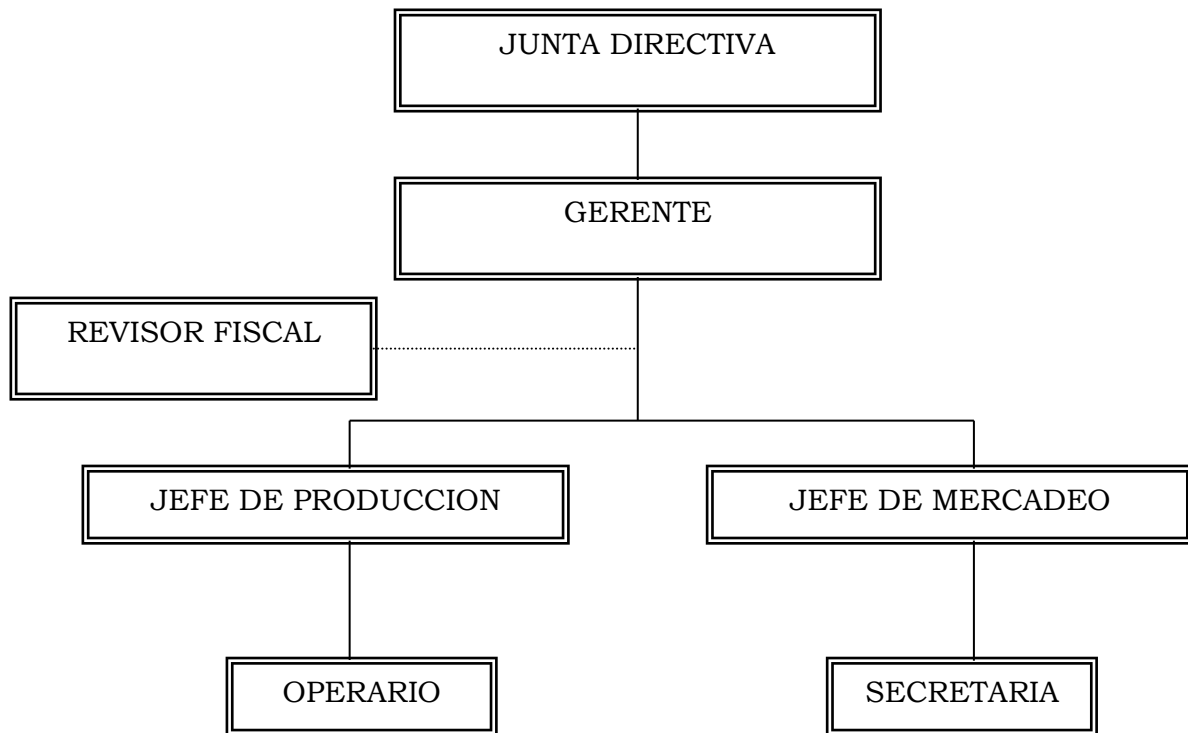 JUNTA DIRECTIVA
GERENTE
REVISOR FISCAL
JEFE DE PRODUCCION
JEFE DE MERCADEO
OPERARIO
SECRETARIA